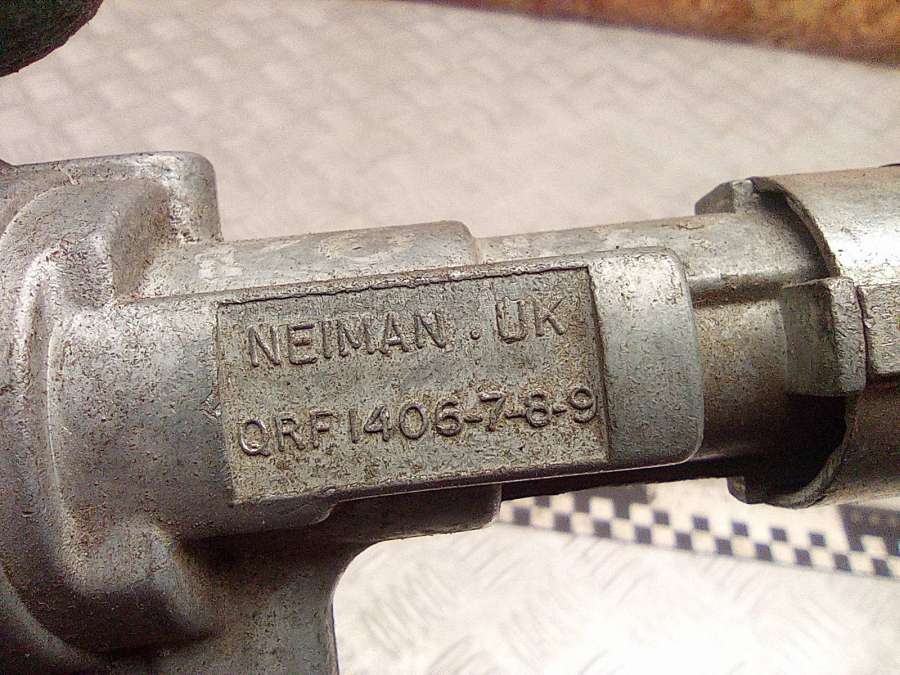 NEIMAN . UK
QRF1406-7-8-9